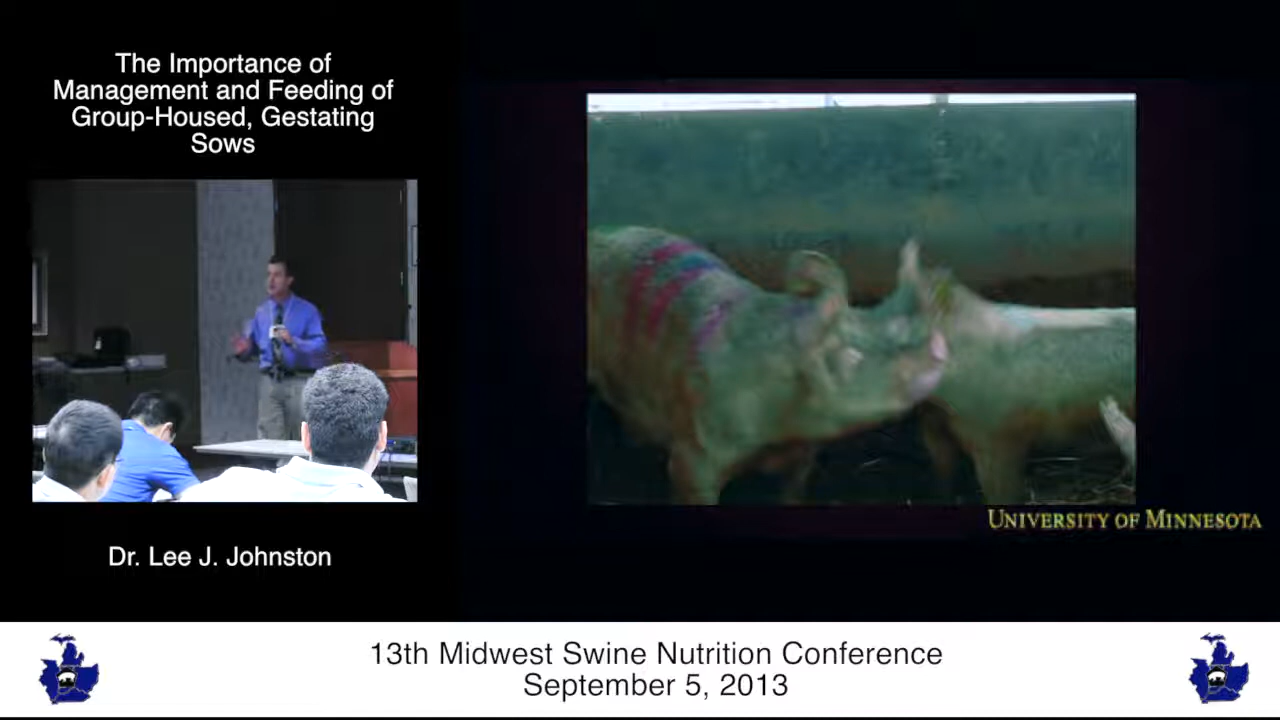 The Importance of
Management and Feeding of
Group-Housed, Gestating
Sows
Dr. Lee J. Johnston
UNIVERSITY OF MINNESOTA
13th Midwest Swine Nutrition Conference
September 5, 2013